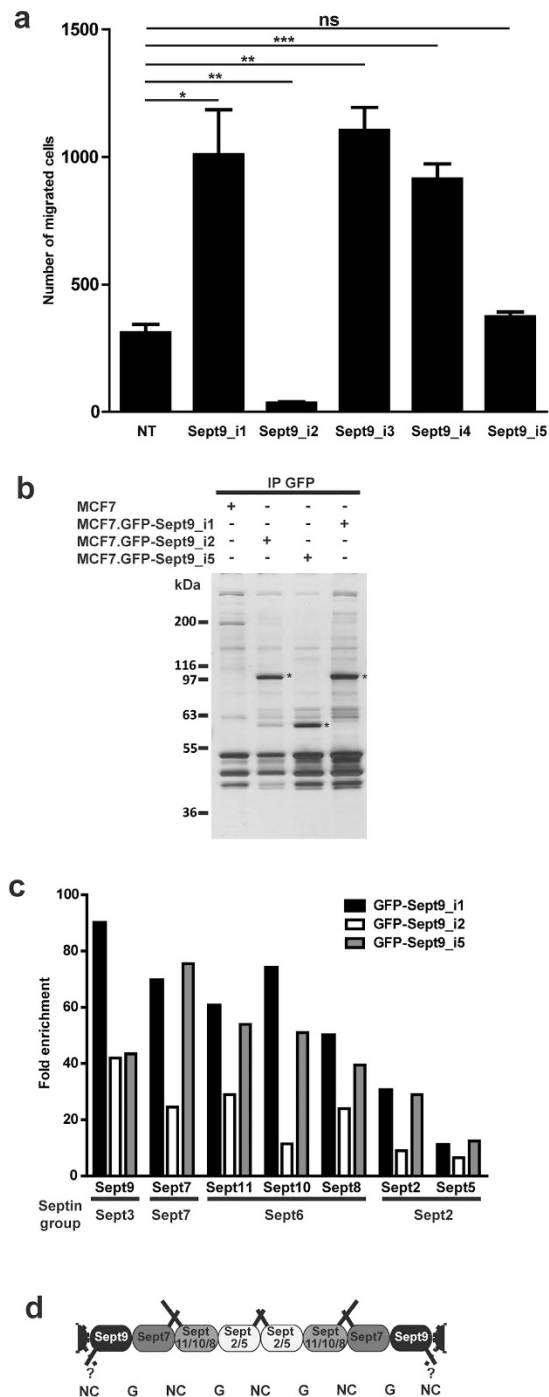 a
ns
***
**
**
*
1500
1000
500
0
Number of migrated cells
NT Sept9_i1 Sept9_i2 Sept9_i3 Sept9_i4 Sept9_i5
b
IP GFP
MCF7 + - - -
MCF7.GFP-Sept9_i1 - - - +
MCF7.GFP-Sept9_i2 - + - -
MCF7.GFP-Sept9_i5 - - + -
kDa
200
116
97
* *
63
*
55
36
c
100
80
60
40
20
0
Fold enrichment
GFP-Sept9_i1
GFP-Sept9_i2
GFP-Sept9_i5
Sept9 Sept7 Sept11 Sept10 Sept8 Sept2 Sept5
Septin group Sept3 Sept7 Sept6 Sept2
d
Sept9 Sept7 Sept 11/10/8 Sept 2/5 Sept 2/5 Sept 11/10/8 Sept7 Sept9
? ?
NC G NC G NC G NC G NC